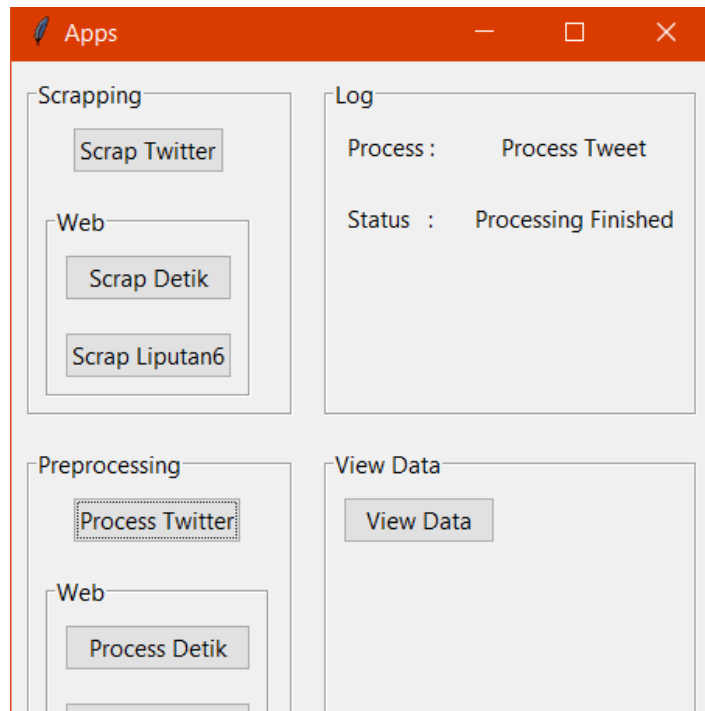 Apps
Scrapping
Scrap Twitter
Web
Scrap Detik
Scrap Liputan6
Log
Process : Process Tweet
Status : Processing Finished
Preprocessing
Process Twitter
Web
Process Detik
View Data
View Data